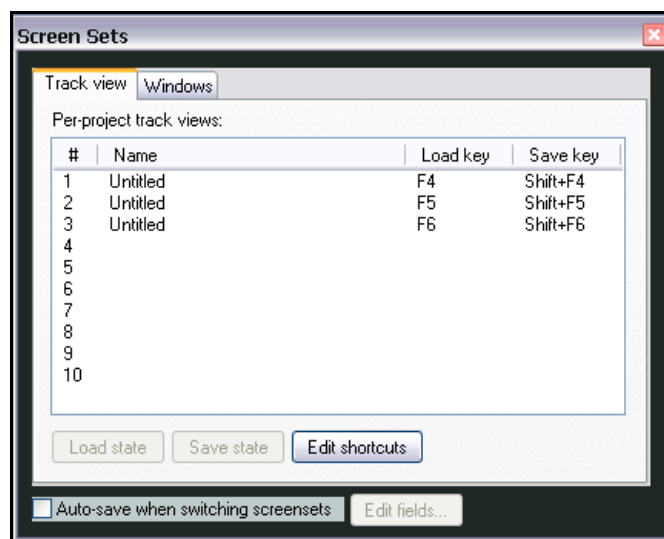 Screen Sets
Track view Windows
Per-project track views:
# Name Load key Save key
1 Untitled F4 Shift+F4
2 Untitled F5 Shift+F5
3 Untitled F6 Shift+F6
4
5
6
7
8
9
10
Load state Save state Edit shortcuts
Auto-save when switching screensets Edit fields...